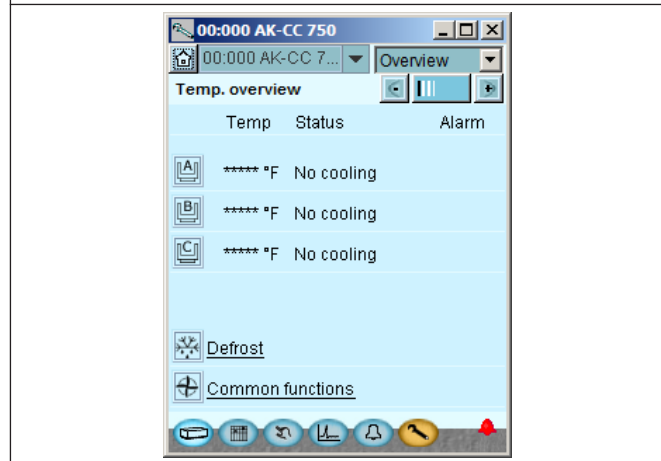 00:000 AK-CC 750
00:000 AK-CC 7... Overview
Temp. overview
Temp Status Alarm
A ***** °F No cooling
B ***** °F No cooling
C ***** °F No cooling
Defrost
Common functions